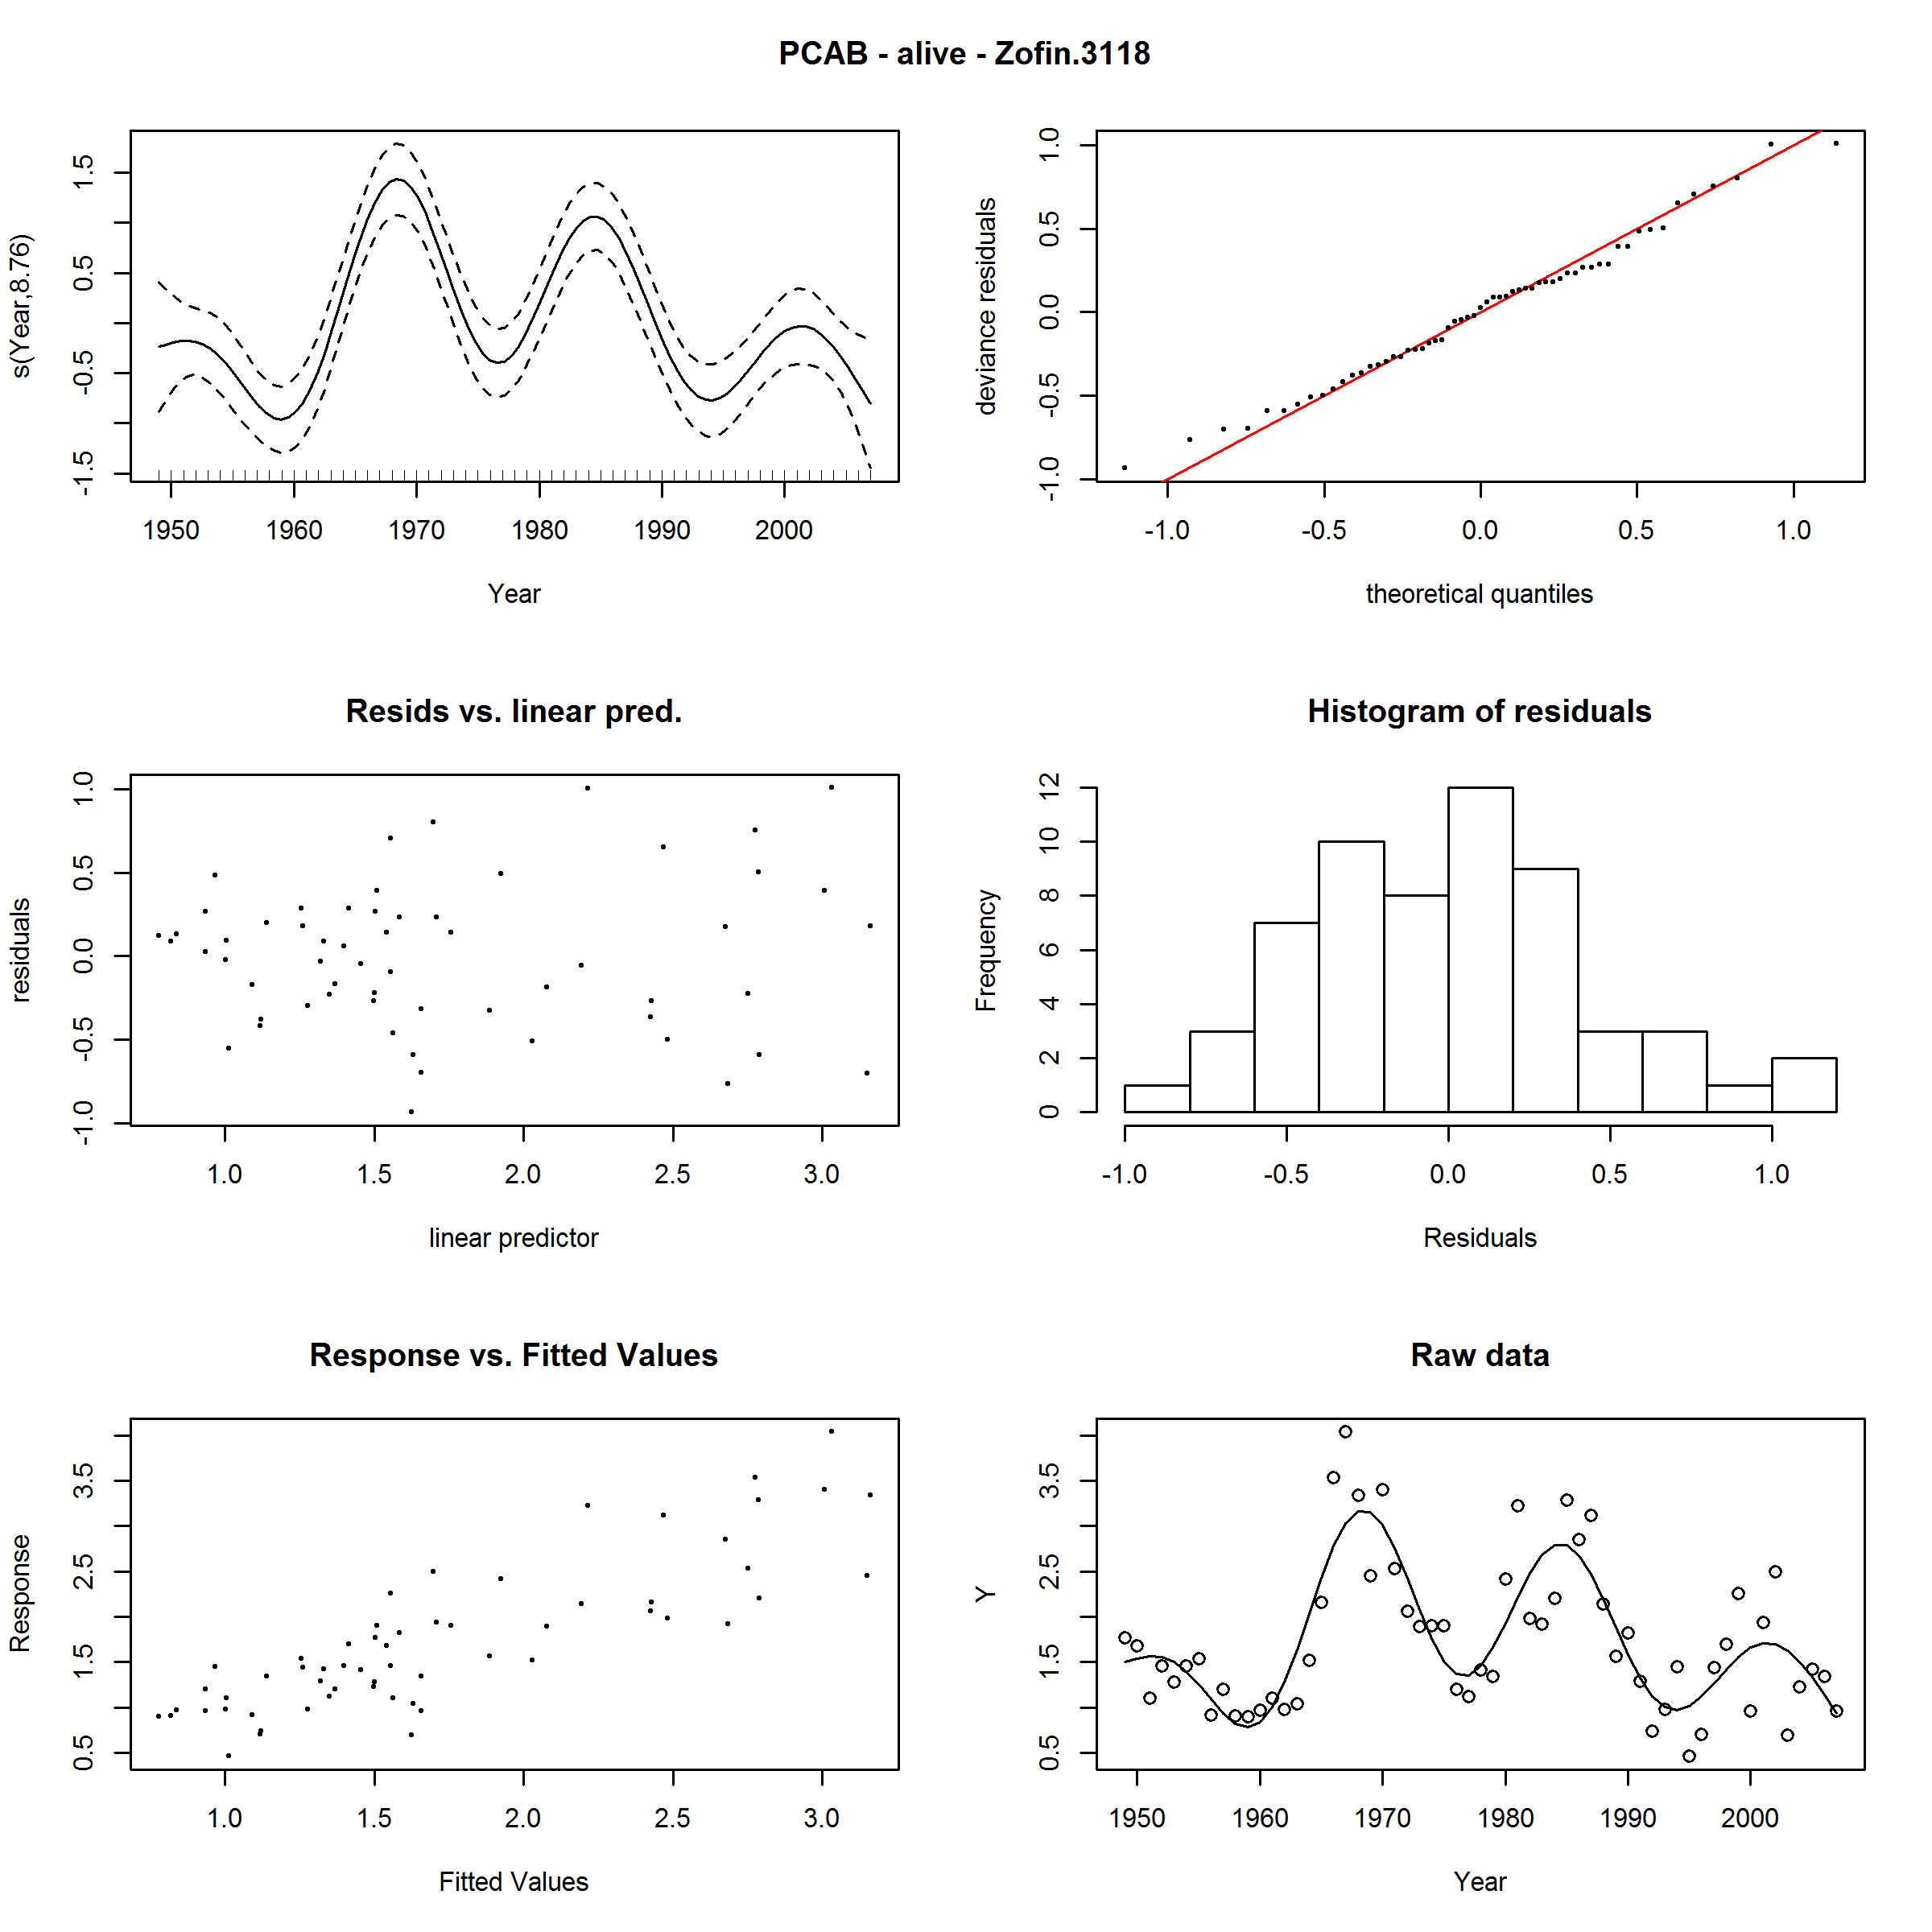 PCAB - alive - Zofin.3118
s(Year,8.76)
-1.5 -0.5 0.5 1.5
1950 1960 1970 1980 1990 2000
Year
deviance residuals
-1.0 -0.5 0.0 0.5 1.0
-1.0 -0.5 0.0 0.5 1.0
theoretical quantiles
Resids vs. linear pred.
residuals
-1.0 -0.5 0.0 0.5 1.0
1.0 1.5 2.0 2.5 3.0
linear predictor
Histogram of residuals
Frequency
0 2 4 6 8 10 12
-1.0 -0.5 0.0 0.5 1.0
Residuals
Response vs. Fitted Values
Response
0.5 1.5 2.5 3.5
1.0 1.5 2.0 2.5 3.0
Fitted Values
Raw data
Y
0.5 1.5 2.5 3.5
1950 1960 1970 1980 1990 2000
Year